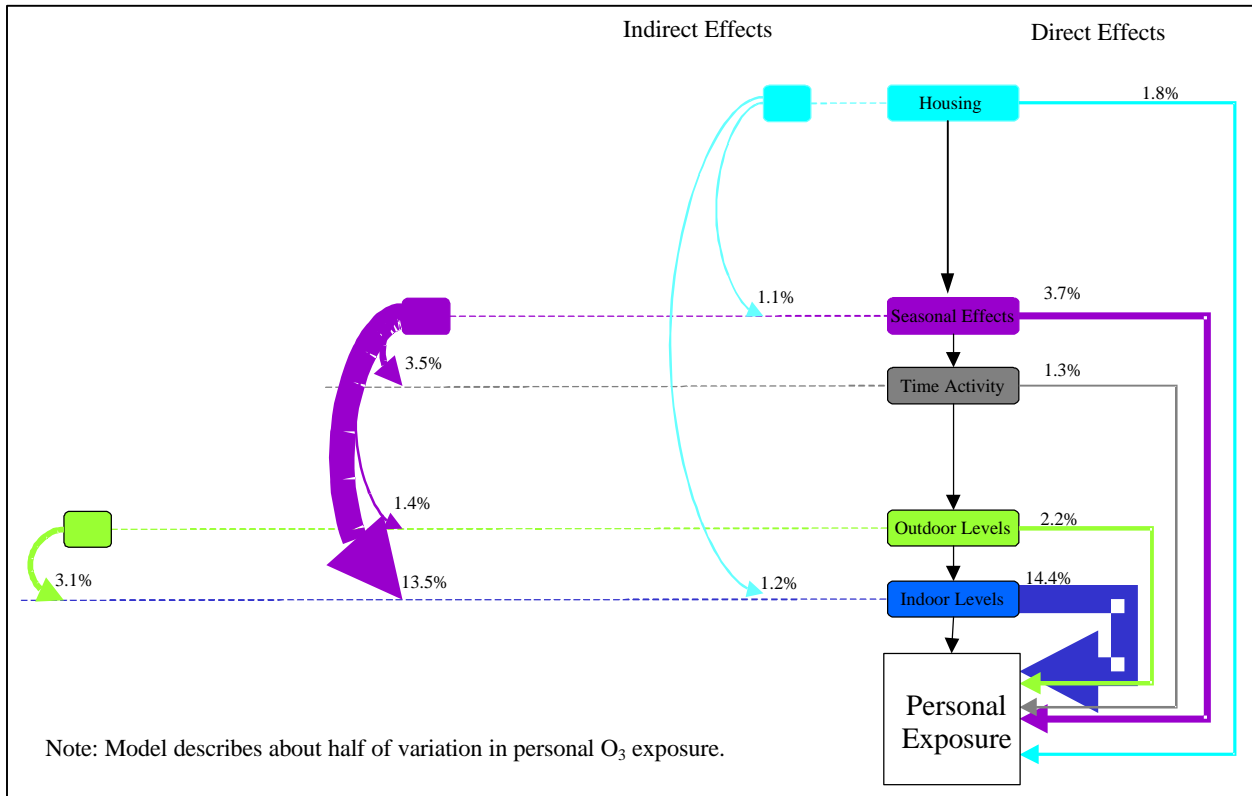 Indirect Effects
Direct Effects
Housing
1.8%
1.1%
Seasonal Effects
3.7%
3.5%
Time Activity
1.3%
1.4%
Outdoor Levels
2.2%
3.1%
13.5%
1.2%
Indoor Levels
14.4%
Personal
Exposure
Note: Model describes about half of variation in personal O₃ exposure.